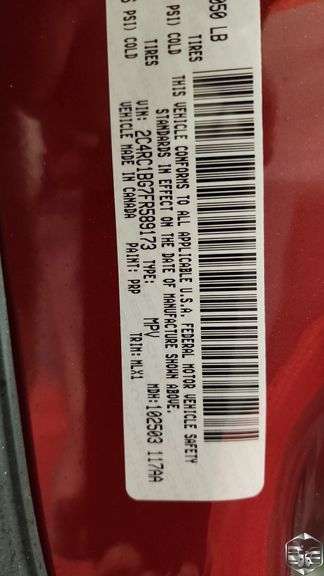 050 LB
TIRES
PSI) COLD
TIRES
PSI) COLD
THIS VEHICLE CONFORMS TO ALL APPLICABLE U.S.A. FEDERAL MOTOR VEHICLE SAFETY
STANDARDS IN EFFECT ON THE DATE OF MANUFACTURE SHOWN ABOVE.
VIN: 2C4RC1BG7FR589173 TYPE: MPV MDH:102503 117AA
VEHICLE MADE IN CANADA PAINT: PRP TRIM: MLX1